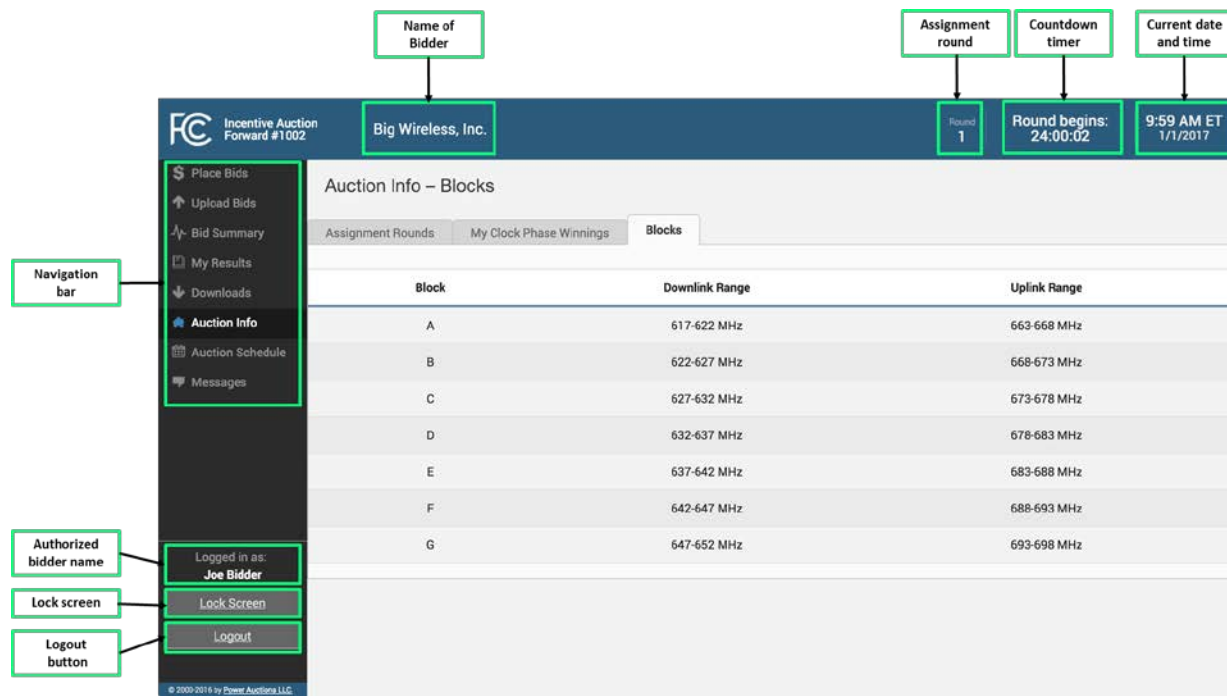 Name of
Bidder
Assignment
round
Countdown
timer
Current date
and time
FCC
Incentive Auction
Forward #1002
Big Wireless, Inc.
Round
1
Round begins:
24:00:02
9:59 AM ET
1/1/2017
Navigation
bar
$ Place Bids
Upload Bids
Bid Summary
My Results
Downloads
Auction Info
Auction Schedule
Messages
Auction Info – Blocks
Assignment Rounds My Clock Phase Winnings Blocks
Block Downlink Range Uplink Range
A 617-622 MHz 663-668 MHz
B 622-627 MHz 668-673 MHz
C 627-632 MHz 673-678 MHz
D 632-637 MHz 678-683 MHz
E 637-642 MHz 683-688 MHz
F 642-647 MHz 688-693 MHz
G 647-652 MHz 693-698 MHz
Authorized
bidder name
Logged in as:
Joe Bidder
Lock screen
Lock Screen
Logout
button
Logout
© 2000-2016 by Power Auctions LLC.